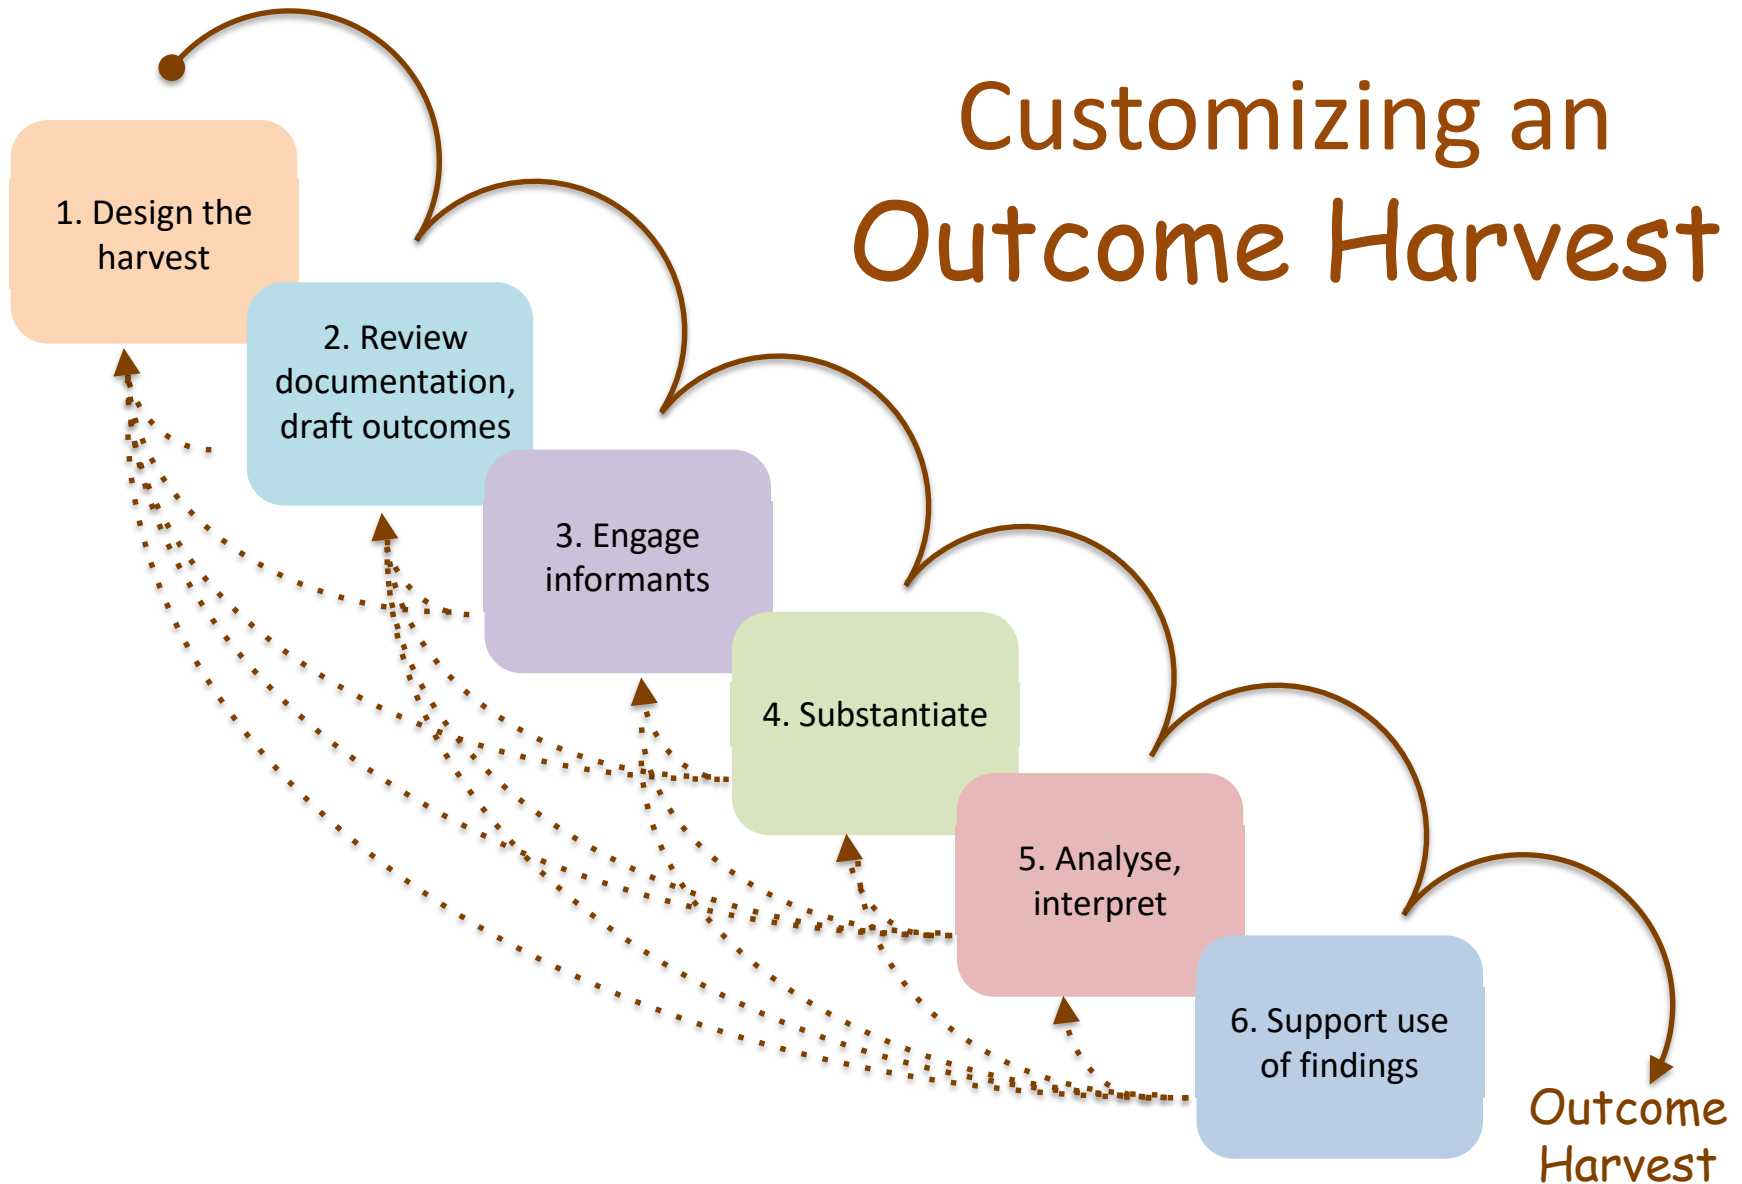 Customizing an
Outcome Harvest
1. Design the
harvest
2. Review
documentation,
draft outcomes
3. Engage
informants
4. Substantiate
5. Analyse,
interpret
6. Support use
of findings
Outcome
Harvest